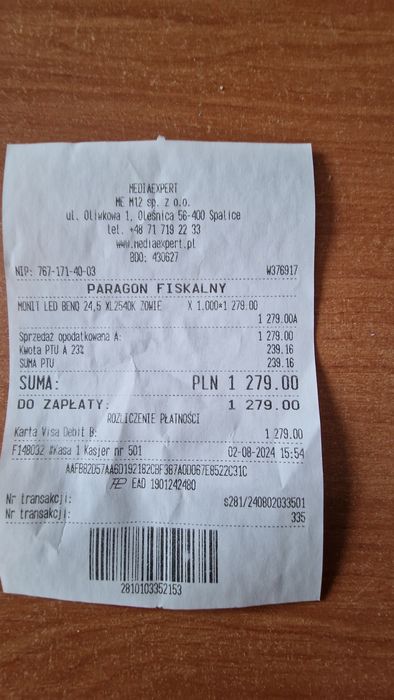 MEDIAEXPERT
ME M12 sp. z o.o.
ul. Oliwkowa 1, Oleśnica 56-400 Spalice
tel. +48 71 719 22 33
www.mediaexpert.pl
BDO: 430627
NIP: 767-171-40-03 W376917
PARAGON FISKALNY
MONIT LED BENQ 24,5 XL2540K ZOWIE X 1.000*1 279.00
1 279.00A
Sprzedaż opodatkowana A: 1 279.00
Kwota PTU A 23% 239.16
SUMA PTU 239.16
SUMA: PLN 1 279.00
DO ZAPŁATY: 1 279.00
ROZLICZENIE PŁATNOŚCI
Karta Visa Debit B: 1 279.00
F148032 #Kasa 1 Kasjer nr 501 02-08-2024 15:54
EAD 1901242480
Nr transakcji: s281/240802033501
Nr transakcji: 335
2810103352153